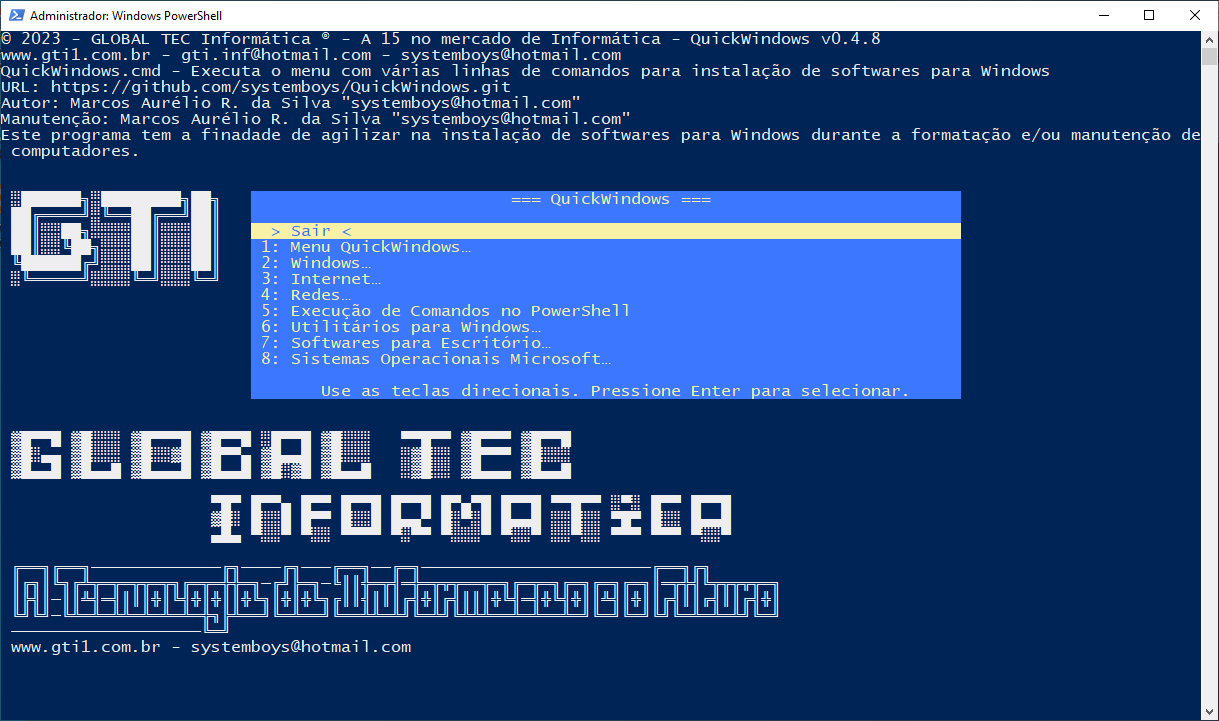 Administrador: Windows PowerShell
© 2023 - GLOBAL TEC Informática ® - A 15 no mercado de Informática - QuickWindows v0.4.8
www.gti1.com.br - gti.inf@hotmail.com - systemboys@hotmail.com
QuickWindows.cmd - Executa o menu com várias linhas de comandos para instalação de softwares para Windows
URL: https://github.com/systemboys/QuickWindows.git
Autor: Marcos Aurélio R. da Silva "systemboys@hotmail.com"
Manutenção: Marcos Aurélio R. da Silva "systemboys@hotmail.com"
Este programa tem a finadade de agilizar na instalação de softwares para Windows durante a formatação e/ou manutenção de
computadores.
GTI
=== QuickWindows ===
> Sair <
1: Menu QuickWindows…
2: Windows…
3: Internet…
4: Redes…
5: Execução de Comandos no PowerShell
6: Utilitários para Windows…
7: Softwares para Escritório…
8: Sistemas Operacionais Microsoft…
Use as teclas direcionais. Pressione Enter para selecionar.
GLOBAL TEC
INFORMÁTICA
www.gti1.com.br - systemboys@hotmail.com